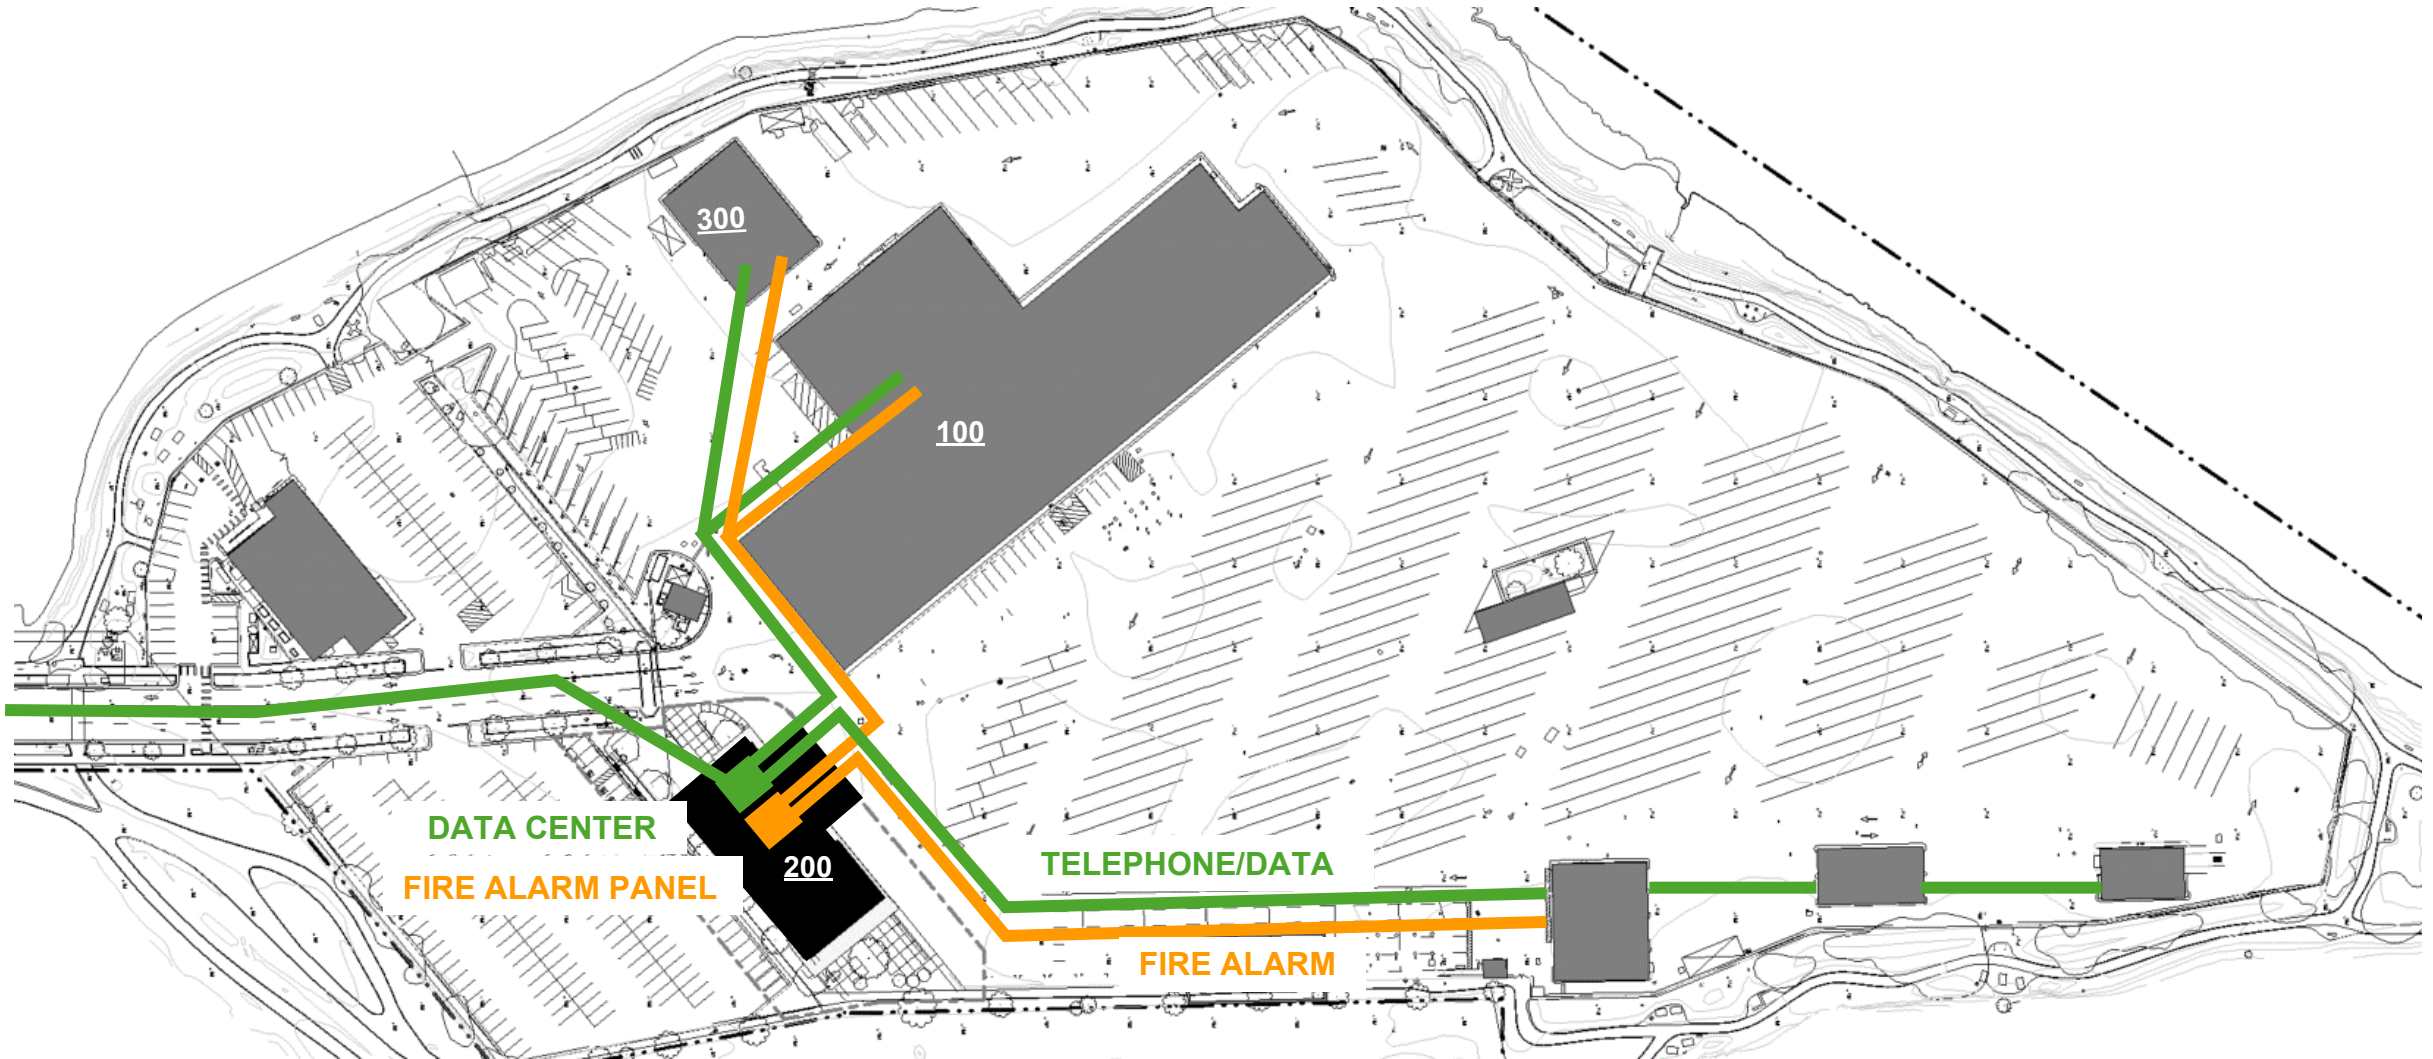 300
100
DATA CENTER
FIRE ALARM PANEL
200
TELEPHONE/DATA
FIRE ALARM